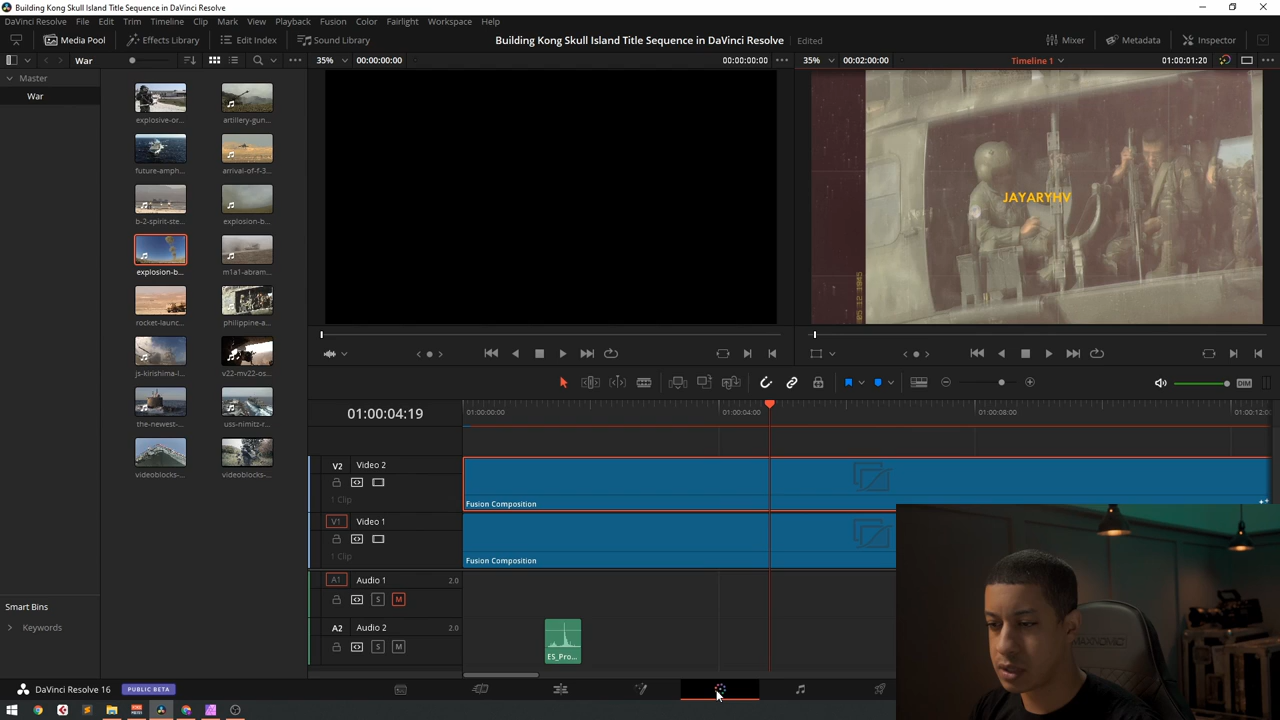 Building Kong Skull Island Title Sequence in DaVinci Resolve
DaVinci Resolve File Edit Trim Timeline Clip Mark View Playback Fusion Color Fairlight Workspace Help
Media Pool Effects Library Edit Index Sound Library Building Kong Skull Island Title Sequence in DaVinci Resolve Edited Mixer Metadata Inspector
War 35% 00:00:00:00 00:00:00:00 35% 00:02:00:00 Timeline 1 01:00:01:20
Master
War
explosive-or... artillery-gun...
future-amph... arrival-of-f-3...
b-2-spirit-ste... explosion-b...
explosion-b... m1a1-abram...
rocket-launc... philippine-a...
js-kirishima-l... v22-mv22-os...
the-newest-... uss-nimitz-r...
videoblocks-... videoblocks-...
JAYARYHV
05 12 1945
DIM
01:00:04:19 01:00:00:00 01:00:04:00 01:00:08:00 01:00:12:00
V2 Video 2
1 Clip
Fusion Composition
V1 Video 1
1 Clip
Fusion Composition
A1 Audio 1 2.0
S M
A2 Audio 2 2.0
S M
ES_Pro...
Smart Bins
Keywords
DaVinci Resolve 16 PUBLIC BETA
MAXNOMIC